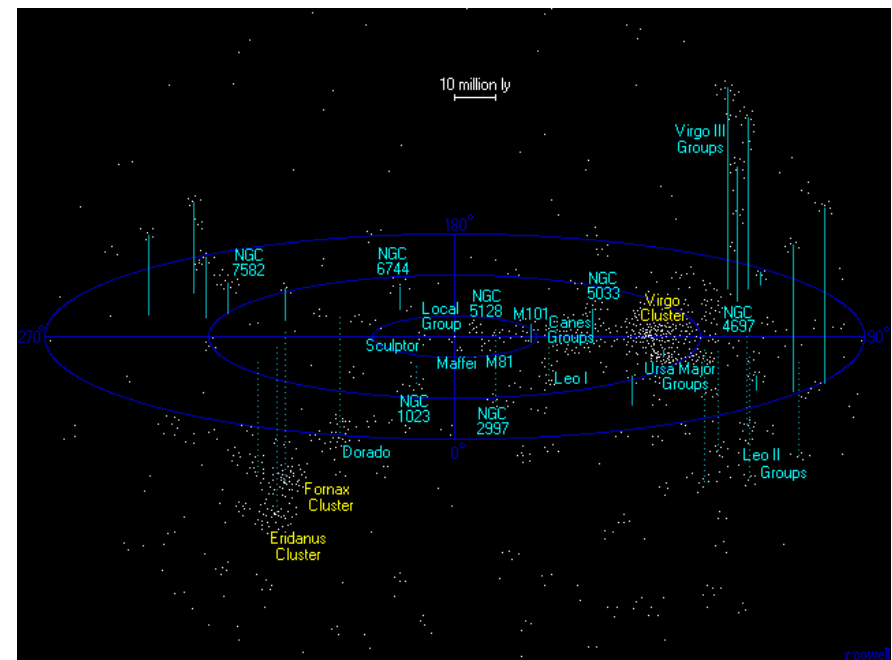 10 million ly
Virgo III
Groups
180°
NGC
7582
NGC
6744
NGC
5033
NGC
5128
Local
Group
M101
Canes
Groups
Virgo
Cluster
NGC
4697
270°
90°
Sculptor
Maffei
M81
Leo I
Ursa Major
Groups
NGC
1023
NGC
2997
0°
Dorado
Leo II
Groups
Fornax
Cluster
Eridanus
Cluster
r powell